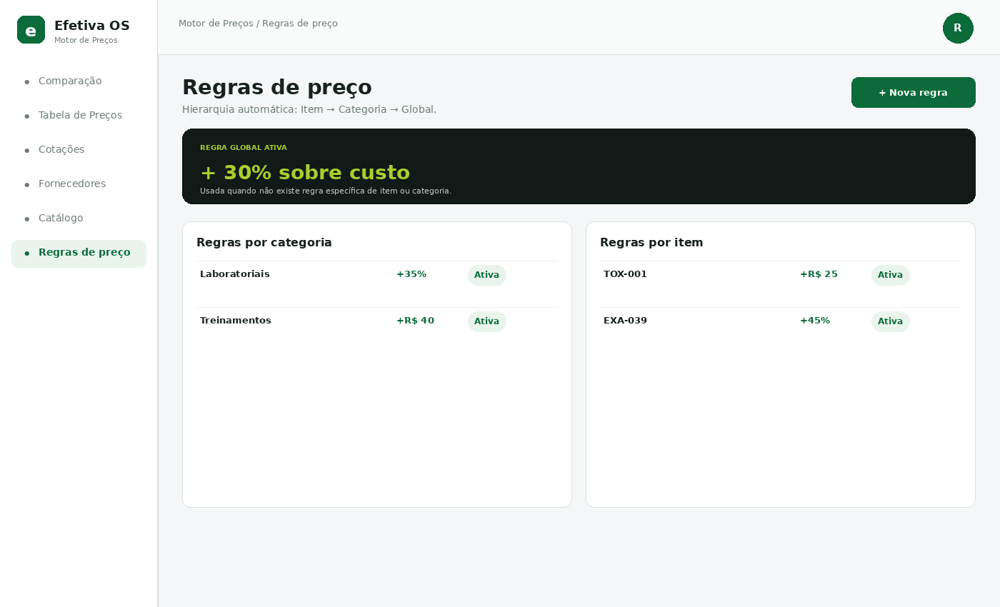 e
Efetiva OS
Motor de Preços
Comparação
Tabela de Preços
Cotações
Fornecedores
Catálogo
Regras de preço
Motor de Preços / Regras de preço
R
Regras de preço
Hierarquia automática: Item → Categoria → Global.
+ Nova regra
REGRA GLOBAL ATIVA
+ 30% sobre custo
Usada quando não existe regra específica de item ou categoria.
Regras por categoria
Laboratoriais +35% Ativa
Treinamentos +R$ 40 Ativa
Regras por item
TOX-001 +R$ 25 Ativa
EXA-039 +45% Ativa